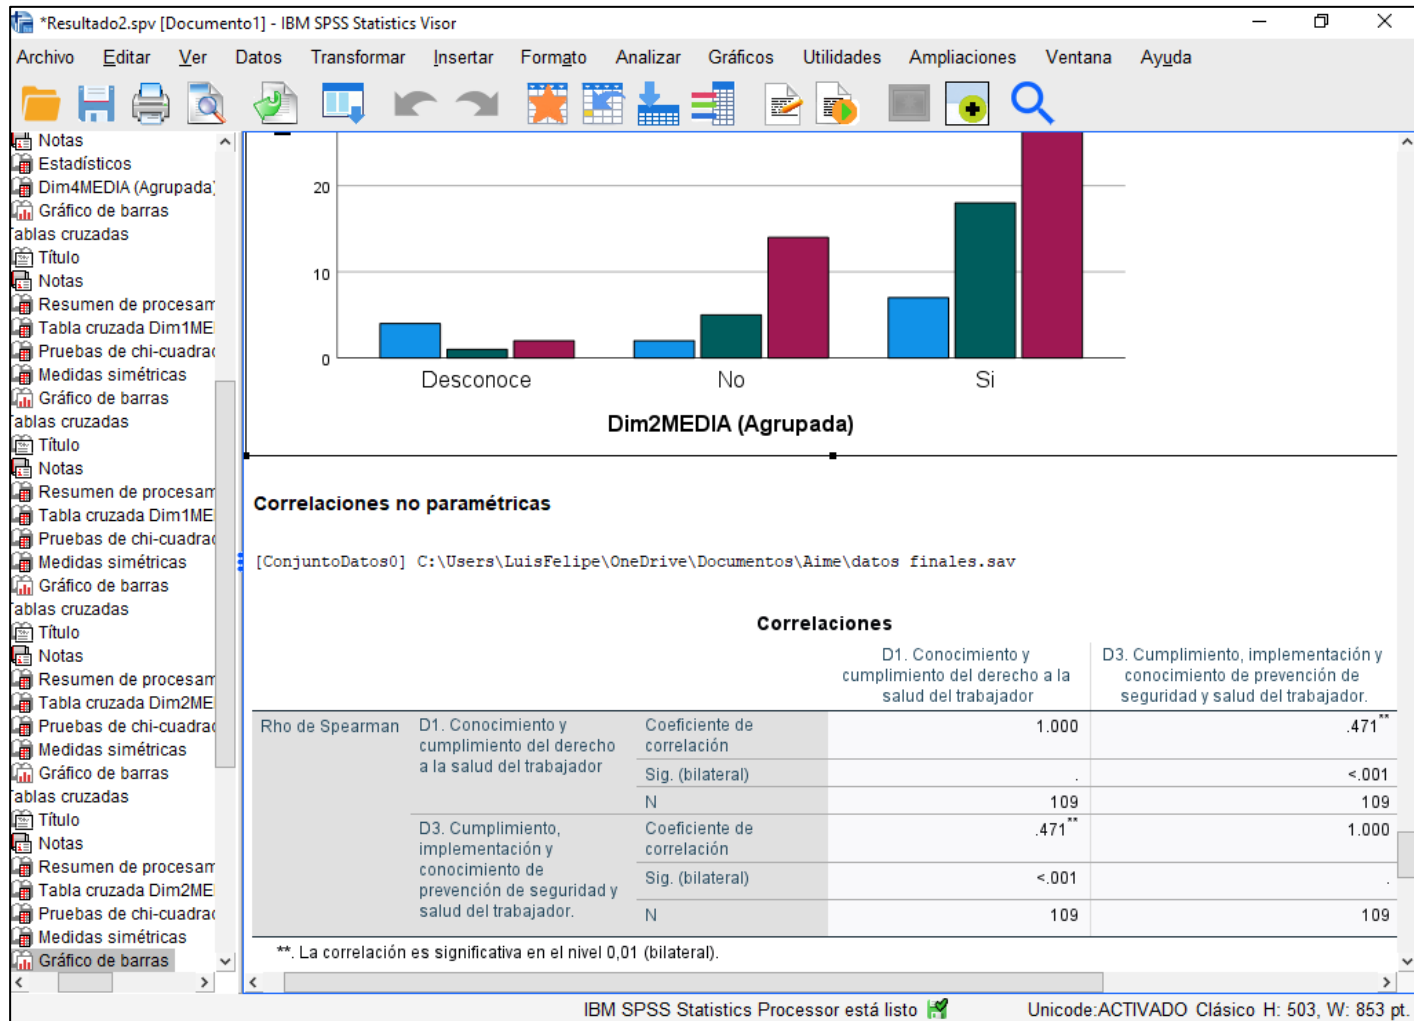 *Resultado2.spv [Documento1] - IBM SPSS Statistics Visor
Archivo Editar Ver Datos Transformar Insertar Formato Analizar Gráficos Utilidades Ampliaciones Ventana Ayuda
Notas
Estadísticos
Dim4MEDIA (Agrupada)
Gráfico de barras
ablas cruzadas
Título
Notas
Resumen de procesam
Tabla cruzada Dim1ME
Pruebas de chi-cuadrad
Medidas simétricas
Gráfico de barras
ablas cruzadas
Título
Notas
Resumen de procesam
Tabla cruzada Dim1ME
Pruebas de chi-cuadrad
Medidas simétricas
Gráfico de barras
ablas cruzadas
Título
Notas
Resumen de procesam
Tabla cruzada Dim2ME
Pruebas de chi-cuadrad
Medidas simétricas
Gráfico de barras
ablas cruzadas
Título
Notas
Resumen de procesam
Tabla cruzada Dim2ME
Pruebas de chi-cuadrad
Medidas simétricas
Gráfico de barras
20
10
0
Desconoce No Si
Dim2MEDIA (Agrupada)
Correlaciones no paramétricas
[ConjuntoDatos0] C:\Users\LuisFelipe\OneDrive\Documentos\Aime\datos finales.sav
Correlaciones
D1. Conocimiento y
cumplimiento del derecho a la
salud del trabajador
D3. Cumplimiento, implementación y
conocimiento de prevención de
seguridad y salud del trabajador.
Rho de Spearman
D1. Conocimiento y
cumplimiento del derecho
a la salud del trabajador
Coeficiente de
correlación
1.000 .471**
Sig. (bilateral) . <.001
N 109 109
D3. Cumplimiento,
implementación y
conocimiento de
prevención de seguridad y
salud del trabajador.
Coeficiente de
correlación
.471** 1.000
Sig. (bilateral) <.001 .
N 109 109
**. La correlación es significativa en el nivel 0,01 (bilateral).
IBM SPSS Statistics Processor está listo Unicode:ACTIVADO Clásico H: 503, W: 853 pt.